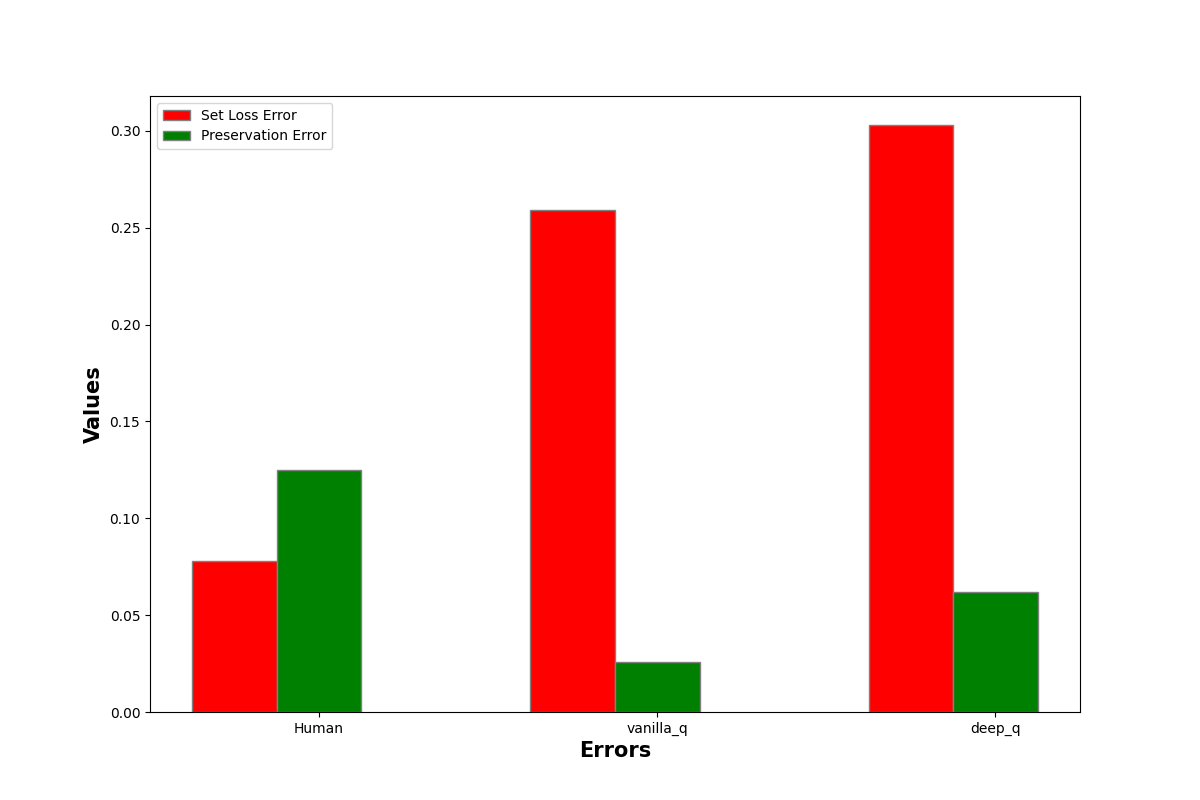 Set Loss Error
Preservation Error
0.30
0.25
0.20
0.15
0.10
0.05
0.00
Values
Human vanilla_q deep_q
Errors